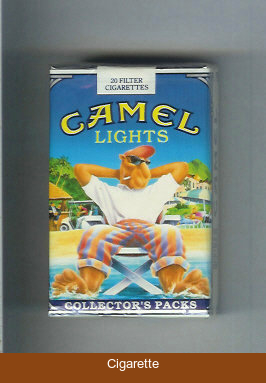 20 FILTER
CIGARETTES
CAMEL
LIGHTS
COLLECTOR'S PACKS
Cigarette